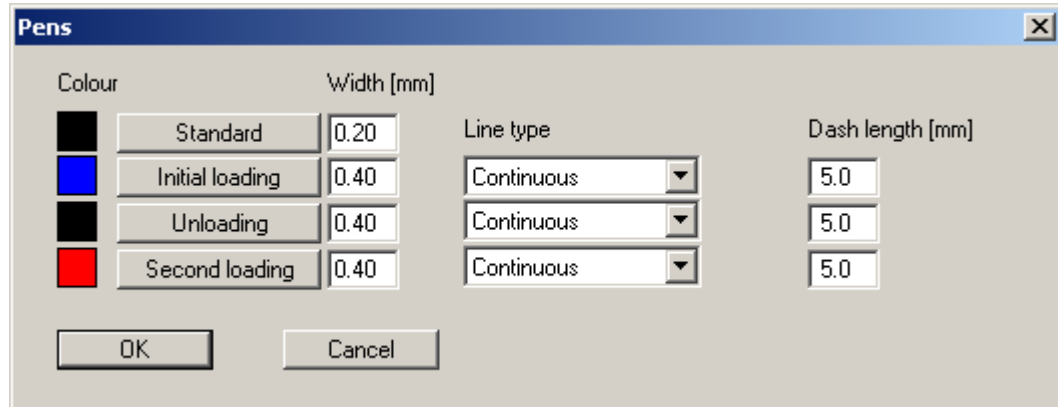 Pens
Colour Width [mm]
Standard 0.20 Line type Dash length [mm]
Initial loading 0.40 Continuous 5.0
Unloading 0.40 Continuous 5.0
Second loading 0.40 Continuous 5.0
OK Cancel